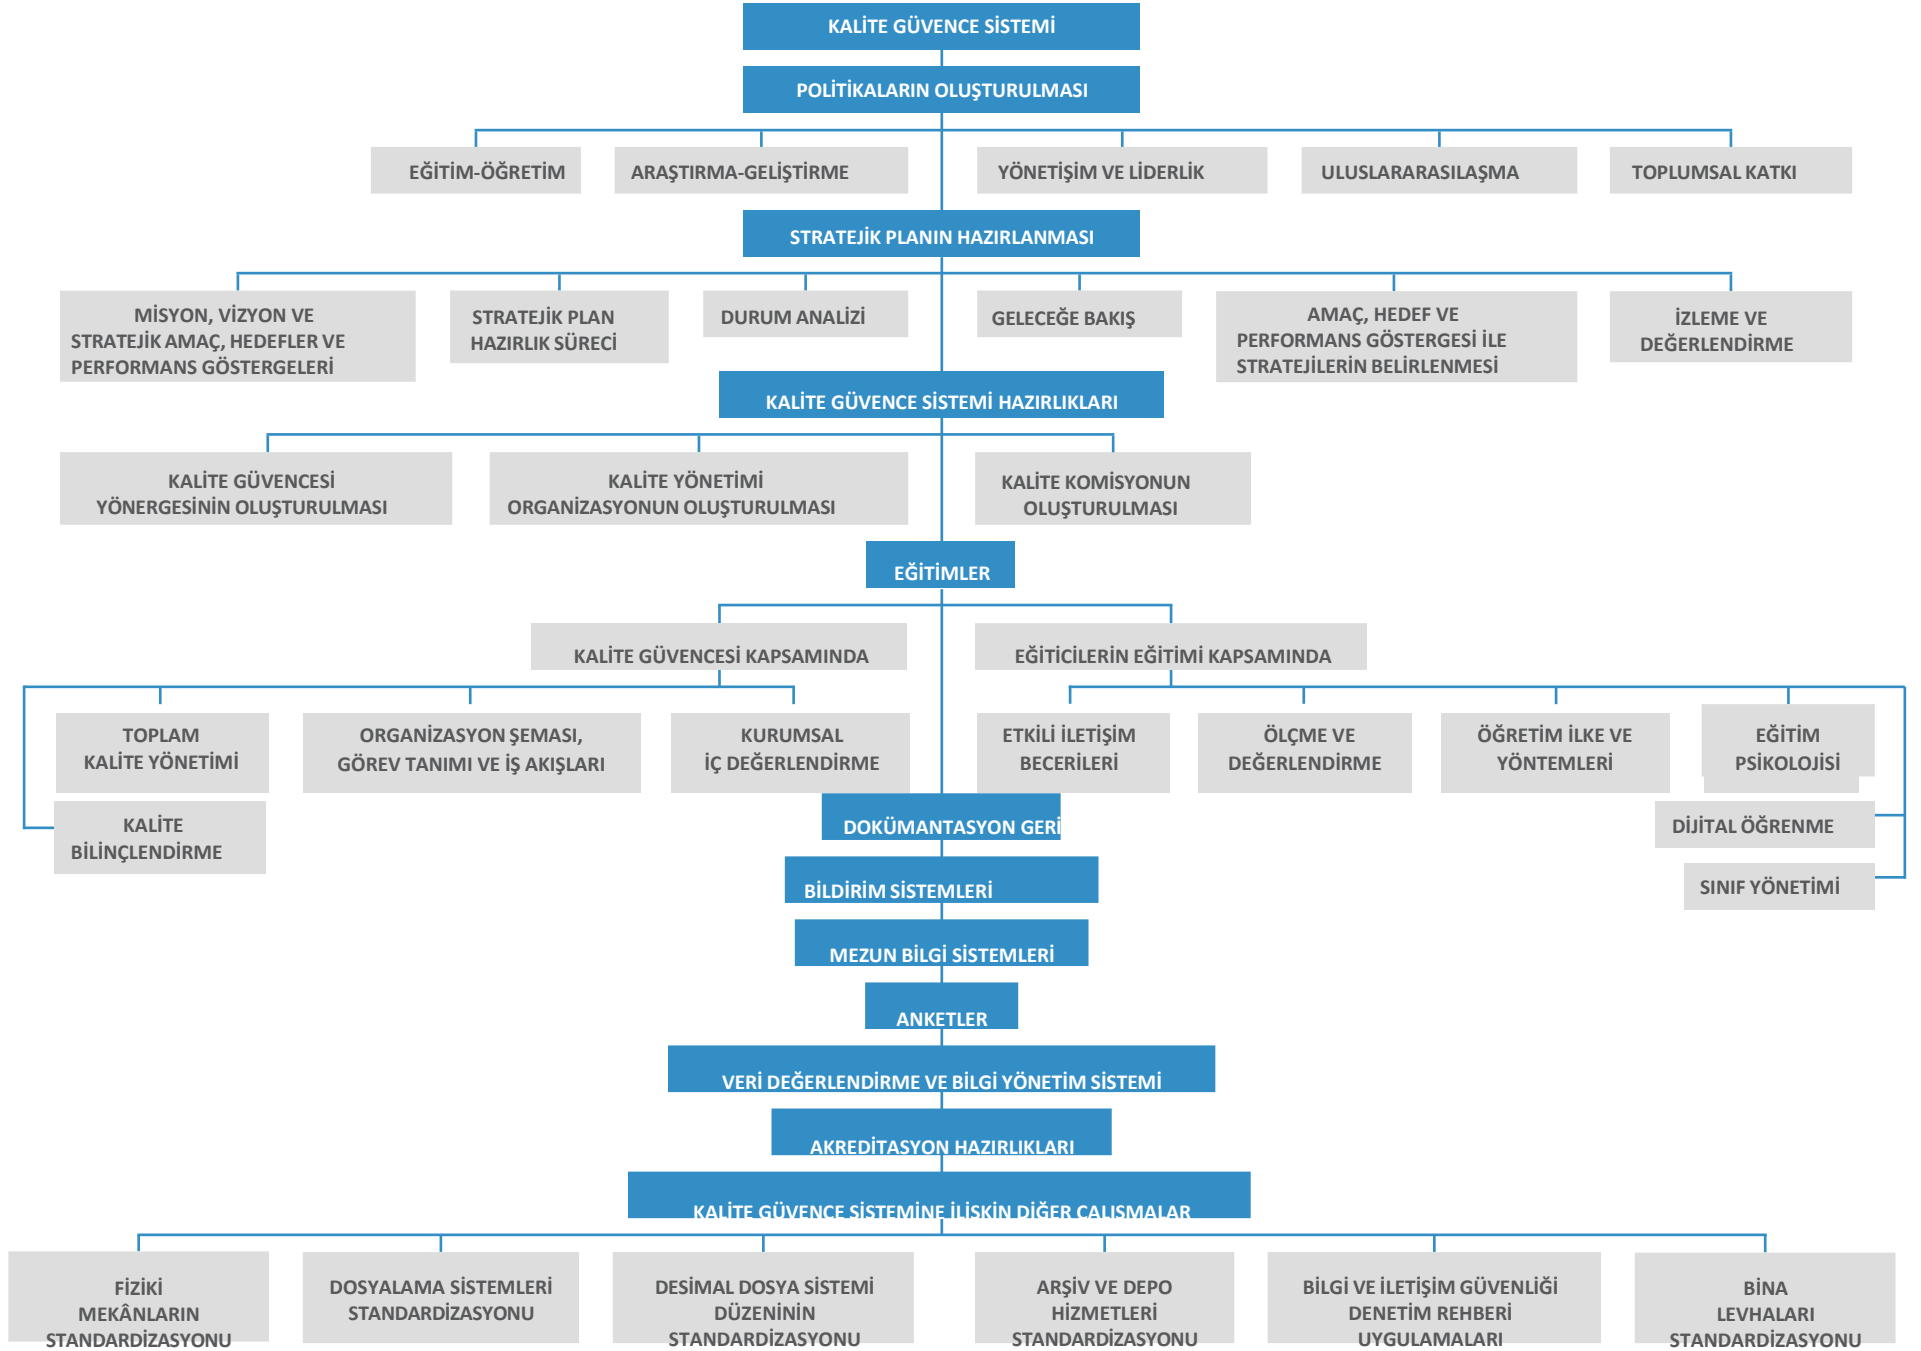 KALİTE GÜVENCE SİSTEMİ
POLİTİKALARIN OLUŞTURULMASI
EĞİTİM-ÖĞRETİM
ARAŞTIRMA-GELİŞTİRME
YÖNETİŞİM VE LİDERLİK
ULUSLARARASILAŞMA
TOPLUMSAL KATKI
STRATEJİK PLANIN HAZIRLANMASI
MİSYON, VİZYON VE
STRATEJİK AMAÇ, HEDEFLER VE
PERFORMANS GÖSTERGELERİ
STRATEJİK PLAN
HAZIRLIK SÜRECİ
DURUM ANALİZİ
GELECEĞE BAKIŞ
AMAÇ, HEDEF VE
PERFORMANS GÖSTERGESİ İLE
STRATEJİLERİN BELİRLENMESİ
İZLEME VE
DEĞERLENDİRME
KALİTE GÜVENCE SİSTEMİ HAZIRLIKLARI
KALİTE GÜVENCESİ
YÖNERGESİNİN OLUŞTURULMASI
KALİTE YÖNETİMİ
ORGANİZASYONUN OLUŞTURULMASI
KALİTE KOMİSYONUN
OLUŞTURULMASI
EĞİTİMLER
KALİTE GÜVENCESİ KAPSAMINDA
EĞİTİCİLERİN EĞİTİMİ KAPSAMINDA
TOPLAM
KALİTE YÖNETİMİ
ORGANİZASYON ŞEMASI,
GÖREV TANIMI VE İŞ AKIŞLARI
KURUMSAL
İÇ DEĞERLENDİRME
ETKİLİ İLETİŞİM
BECERİLERİ
ÖLÇME VE
DEĞERLENDİRME
ÖĞRETİM İLKE VE
YÖNTEMLERİ
EĞİTİM
PSİKOLOJİSİ
KALİTE
BİLİNÇLENDİRME
DOKÜMANTASYON GERİ
DİJİTAL ÖĞRENME
BİLDİRİM SİSTEMLERİ
SINIF YÖNETİMİ
MEZUN BİLGİ SİSTEMLERİ
ANKETLER
VERİ DEĞERLENDİRME VE BİLGİ YÖNETİM SİSTEMİ
AKREDİTASYON HAZIRLIKLARI
KALİTE GÜVENCE SİSTEMİNE İLİŞKİN DİĞER ÇALIŞMALAR
FİZİKİ
MEKÂNLARIN
STANDARDİZASYONU
DOSYALAMA SİSTEMLERİ
STANDARDİZASYONU
DESİMAL DOSYA SİSTEMİ
DÜZENİNİN
STANDARDİZASYONU
ARŞİV VE DEPO
HİZMETLERİ
STANDARDİZASYONU
BİLGİ VE İLETİŞİM GÜVENLİĞİ
DENETİM REHBERİ
UYGULAMALARI
BİNA
LEVHALARI
STANDARDİZASYONU